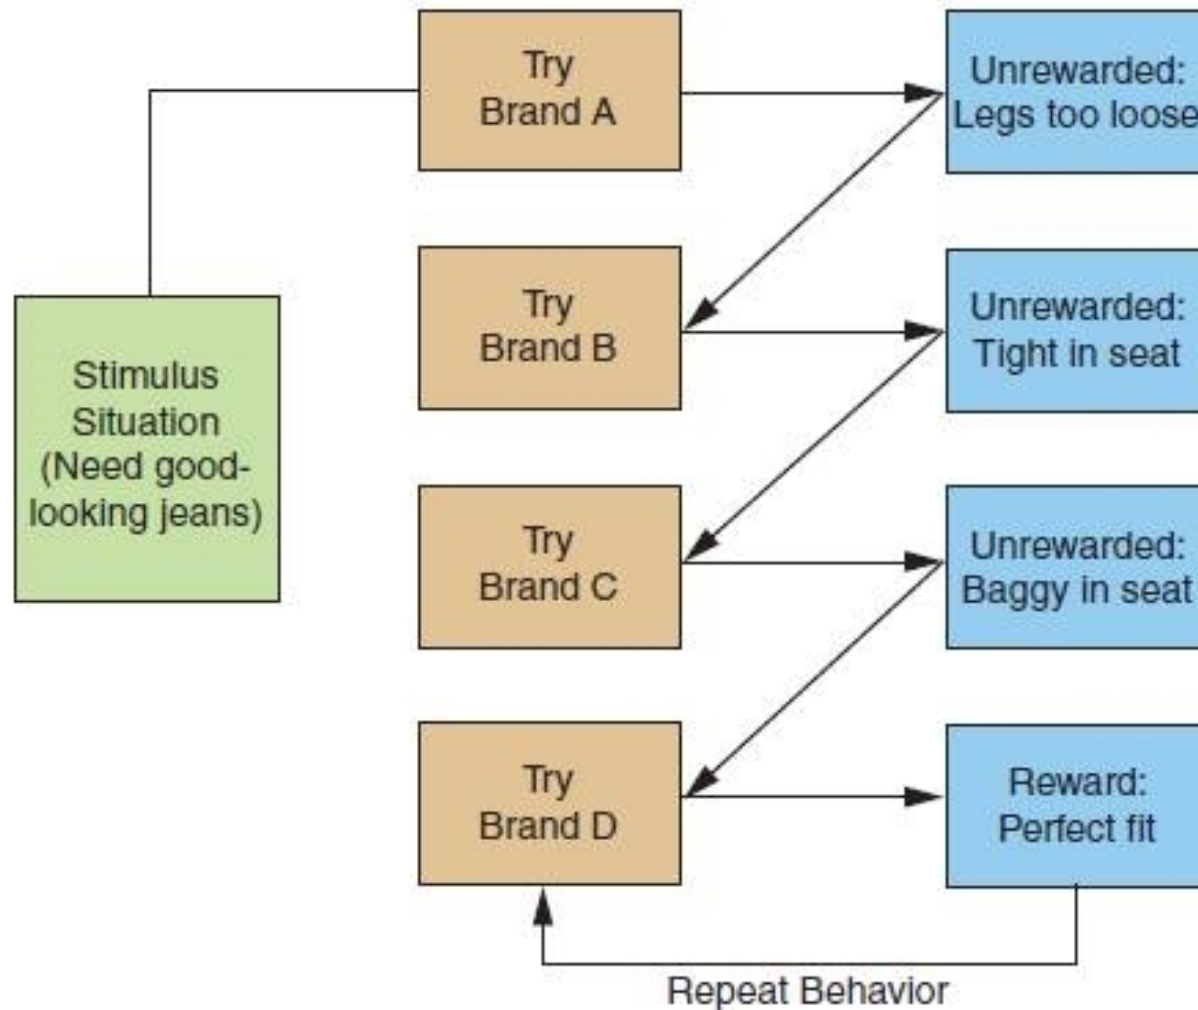 Try
Brand A
Unrewarded:
Legs too loose
Stimulus
Situation
(Need good-
looking jeans)
Try
Brand B
Unrewarded:
Tight in seat
Try
Brand C
Unrewarded:
Baggy in seat
Try
Brand D
Reward:
Perfect fit
Repeat Behavior